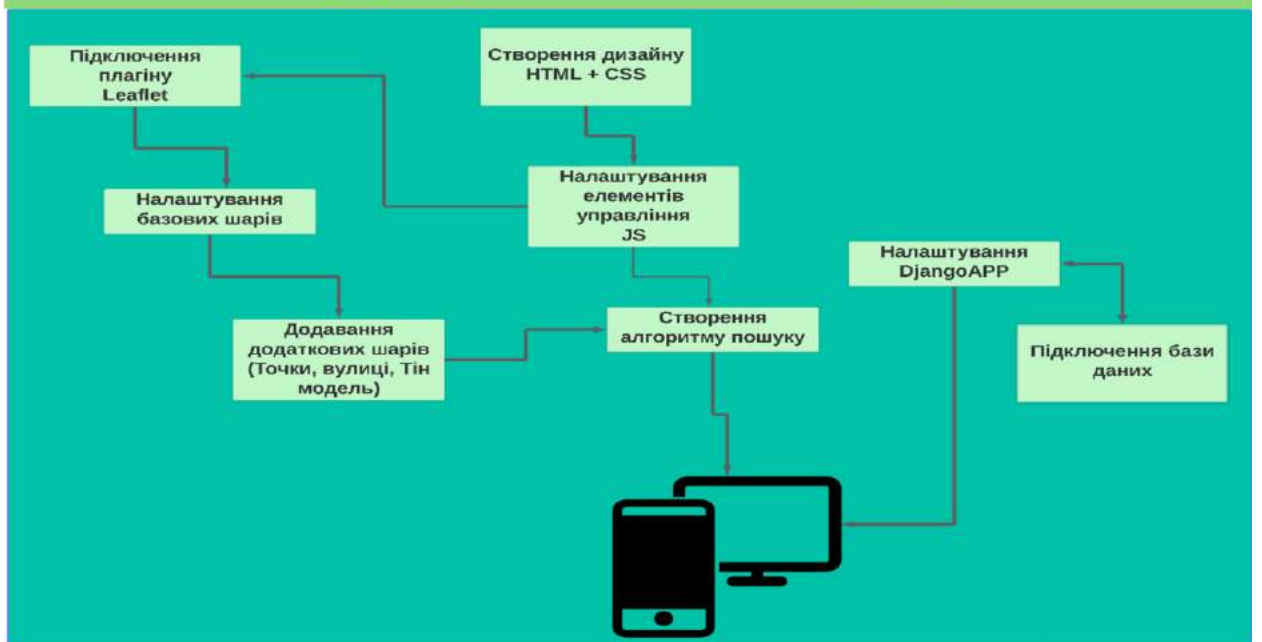 Підключення
плагіну
Leaflet
Створення дизайну
HTML + CSS
Налаштування
базових шарів
Налаштування
елементів
управління
JS
Налаштування
DjangoAPP
Додавання
додаткових шарів
(Точки, вулиці, Тін
модель)
Створення
алгоритму пошуку
Підключення бази
даних